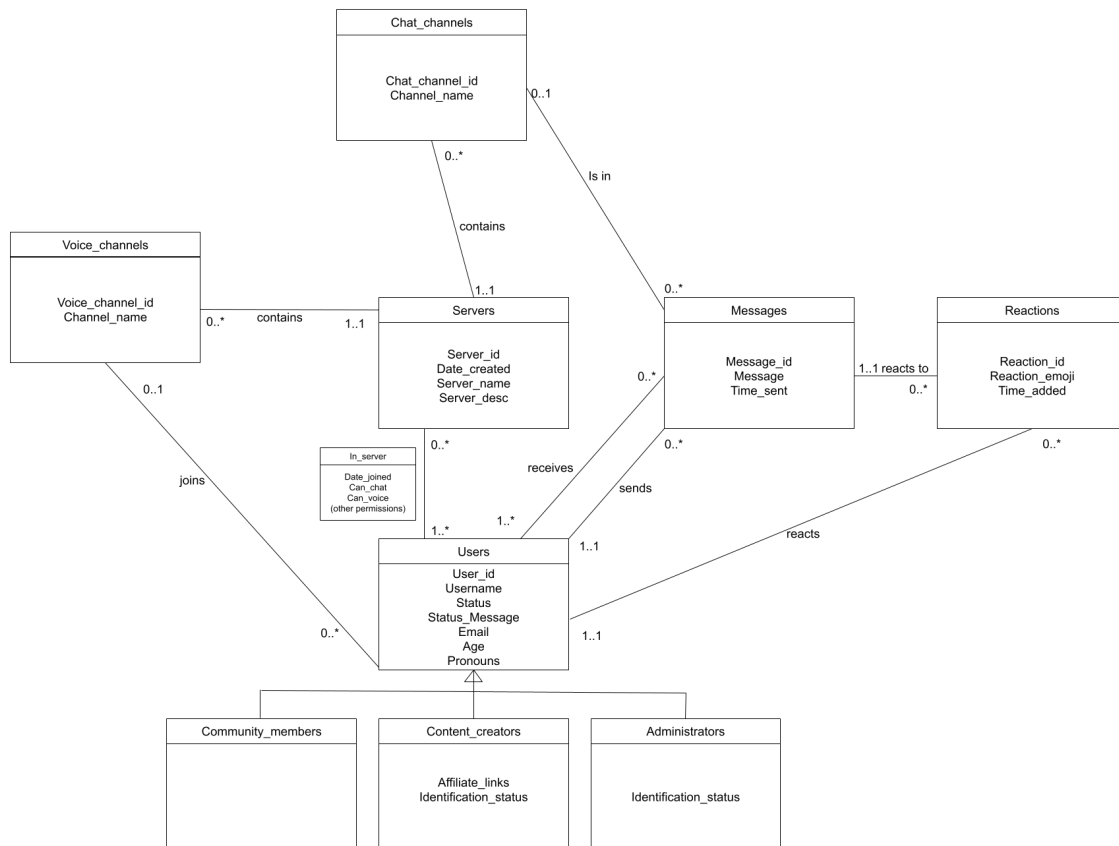 Chat_channels
Chat_channel_id
Channel_name
0..1
0..*
Is in
contains
Voice_channels
Voice_channel_id
Channel_name
0..*
contains
1..1
1..1
Servers
Server_id
Date_created
Server_name
Server_desc
0..*
Messages
Message_id
Message
Time_sent
1..1 reacts to
0..*
Reactions
Reaction_id
Reaction_emoji
Time_added
0..1
0..*
0..*
0..*
0..*
In_server
Date_joined
Can_chat
Can_voice
(other permissions)
joins
receives
sends
reacts
1..*
1..*
1..1
Users
User_id
Username
Status
Status_Message
Email
Age
Pronouns
0..*
1..1
Community_members
Content_creators
Affiliate_links
Identification_status
Administrators
Identification_status